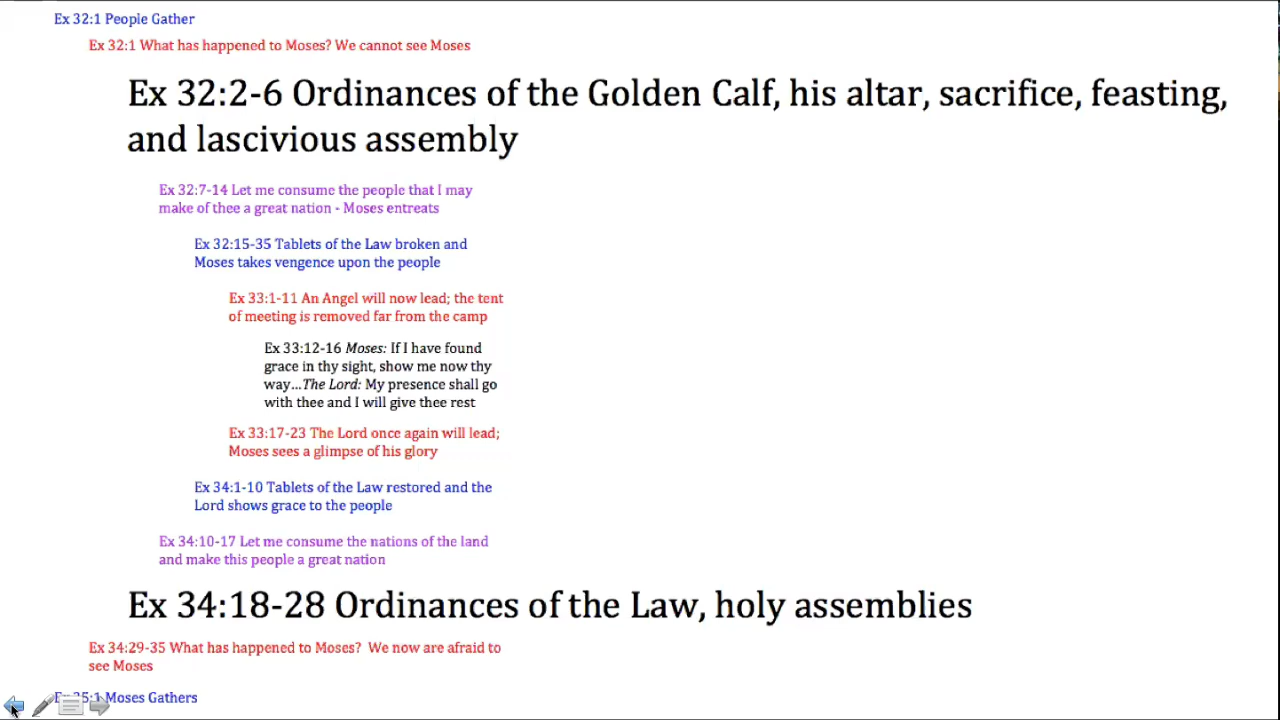 Ex 32:1 People Gather
Ex 32:1 What has happened to Moses? We cannot see Moses
Ex 32:2-6 Ordinances of the Golden Calf, his altar, sacrifice, feasting,
and lascivious assembly
Ex 32:7-14 Let me consume the people that I may
make of thee a great nation - Moses entreats
Ex 32:15-35 Tablets of the Law broken and
Moses takes vengence upon the people
Ex 33:1-11 An Angel will now lead; the tent
of meeting is removed far from the camp
Ex 33:12-16 Moses: If I have found
grace in thy sight, show me now thy
way...The Lord: My presence shall go
with thee and I will give thee rest
Ex 33:17-23 The Lord once again will lead;
Moses sees a glimpse of his glory
Ex 34:1-10 Tablets of the Law restored and the
Lord shows grace to the people
Ex 34:10-17 Let me consume the nations of the land
and make this people a great nation
Ex 34:18-28 Ordinances of the Law, holy assemblies
Ex 34:29-35 What has happened to Moses?  We now are afraid to
see Moses
Ex 35:1 Moses Gathers